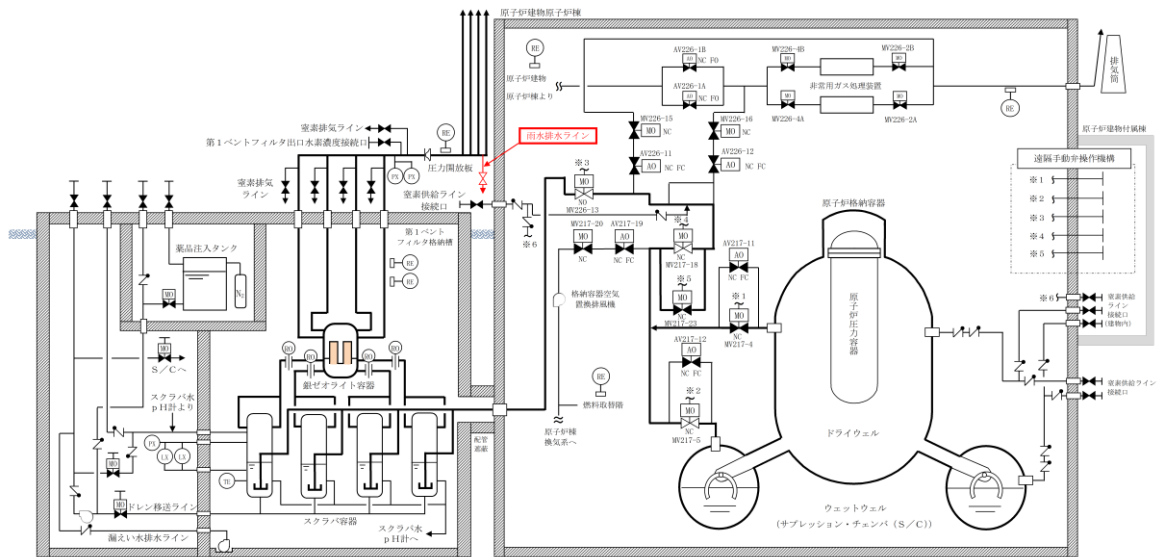 原子炉建物原子炉棟
RE
原子炉建物
原子炉棟より
AV226-1B
AO
NC FO
AV226-1A
AO
NC FO
MV226-4B
MO
MV226-2B
MO
非常用ガス処理装置
MO
MV226-4A
MO
MV226-2A
RE
排気筒
窒素排気ライン
第1ベントフィルタ出口水素濃度接続口
RE
雨水排水ライン
圧力開放板
PX
PX
MV226-15
MO
NC
MV226-16
MO
NC
AV226-11
AO
NC FC
AV226-12
AO
NC FC
原子炉建物付属棟
遠隔手動弁操作機構
※1
※2
※3
※4
※5
窒素排気
ライン
窒素供給ライン
接続口
※3
MO
NO
MV226-13
※6
第1ベント
フィルタ格納槽
RE
RE
薬品注入タンク
N₂
MO
MV217-20
MO
NC
AV217-19
AO
NC FC
※4
MO
NC
MV217-18
※5
MO
NC
MV217-23
AV217-11
AO
NC FC
※1
MO
NC
MV217-4
格納容器空気
置換排風機
原子炉格納容器
原子炉圧力容器
※6
窒素供給
ライン
接続口
(建物内)
MO
S/Cへ
RO
RO
RO
RO
銀ゼオライト容器
AV217-12
AO
NC FC
※2
MO
NC
MV217-5
RE
燃料取替階
原子炉棟
換気系へ
窒素供給ライン
接続口
スクラバ水
pH計より
PX
LX
LX
MO
TE
配管
遮蔽
ドライウェル
MO
ドレン移送ライン
スクラバ容器
スクラバ水
pH計へ
漏えい水排水ライン
ウェットウェル
(サプレッション・チェンバ(S/C))